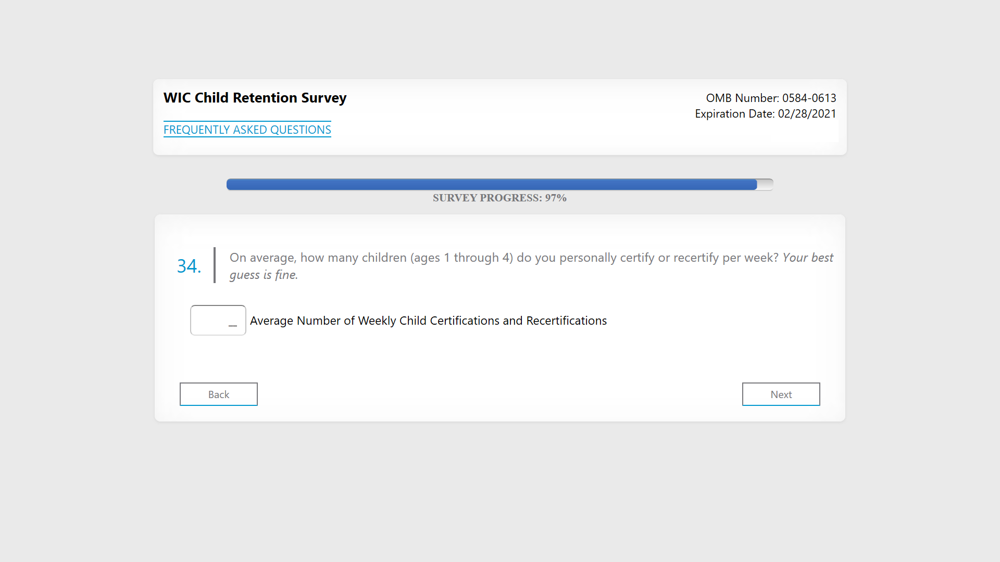 WIC Child Retention Survey
OMB Number: 0584-0613
Expiration Date: 02/28/2021
FREQUENTLY ASKED QUESTIONS
SURVEY PROGRESS: 97%
34.
On average, how many children (ages 1 through 4) do you personally certify or recertify per week? Your best
guess is fine.
__ Average Number of Weekly Child Certifications and Recertifications
Back
Next